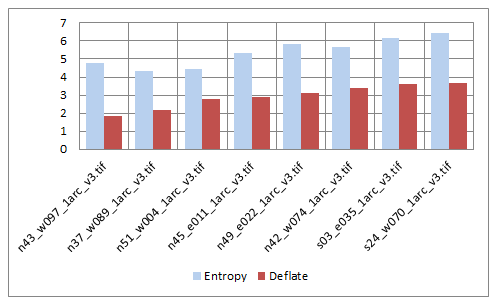 7
6
5
4
3
2
1
0
n43_w097_1arc_v3.tif
n37_w089_1arc_v3.tif
n51_w004_1arc_v3.tif
n45_e011_1arc_v3.tif
n49_e022_1arc_v3.tif
n42_w074_1arc_v3.tif
s03_e035_1arc_v3.tif
s24_w070_1arc_v3.tif
Entropy Deflate